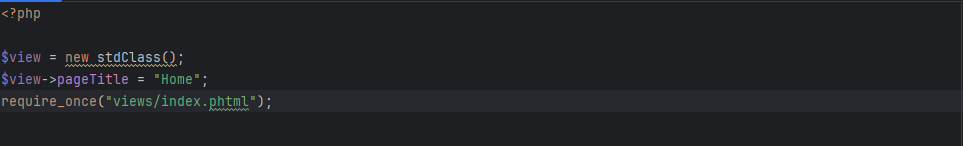 <?php
$view = new stdClass();
$view->pageTitle = "Home";
require_once("views/index.phtml");